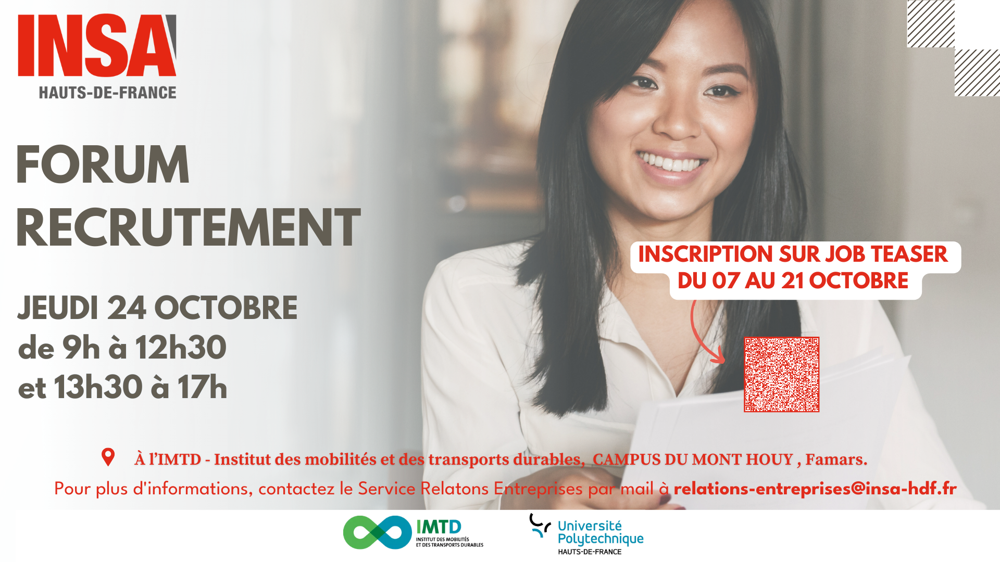 INSA
HAUTS-DE-FRANCE
FORUM
RECRUTEMENT
JEUDI 24 OCTOBRE
de 9h à 12h30
et 13h30 à 17h
INSCRIPTION SUR JOB TEASER
DU 07 AU 21 OCTOBRE
À l’IMTD - Institut des mobilités et des transports durables, CAMPUS DU MONT HOUY , Famars.
Pour plus d'informations, contactez le Service Relatons Entreprises par mail à relations-entreprises@insa-hdf.fr
IMTD
INSTITUT DES MOBILITÉS
ET DES TRANSPORTS DURABLES
Université
Polytechnique
HAUTS-DE-FRANCE